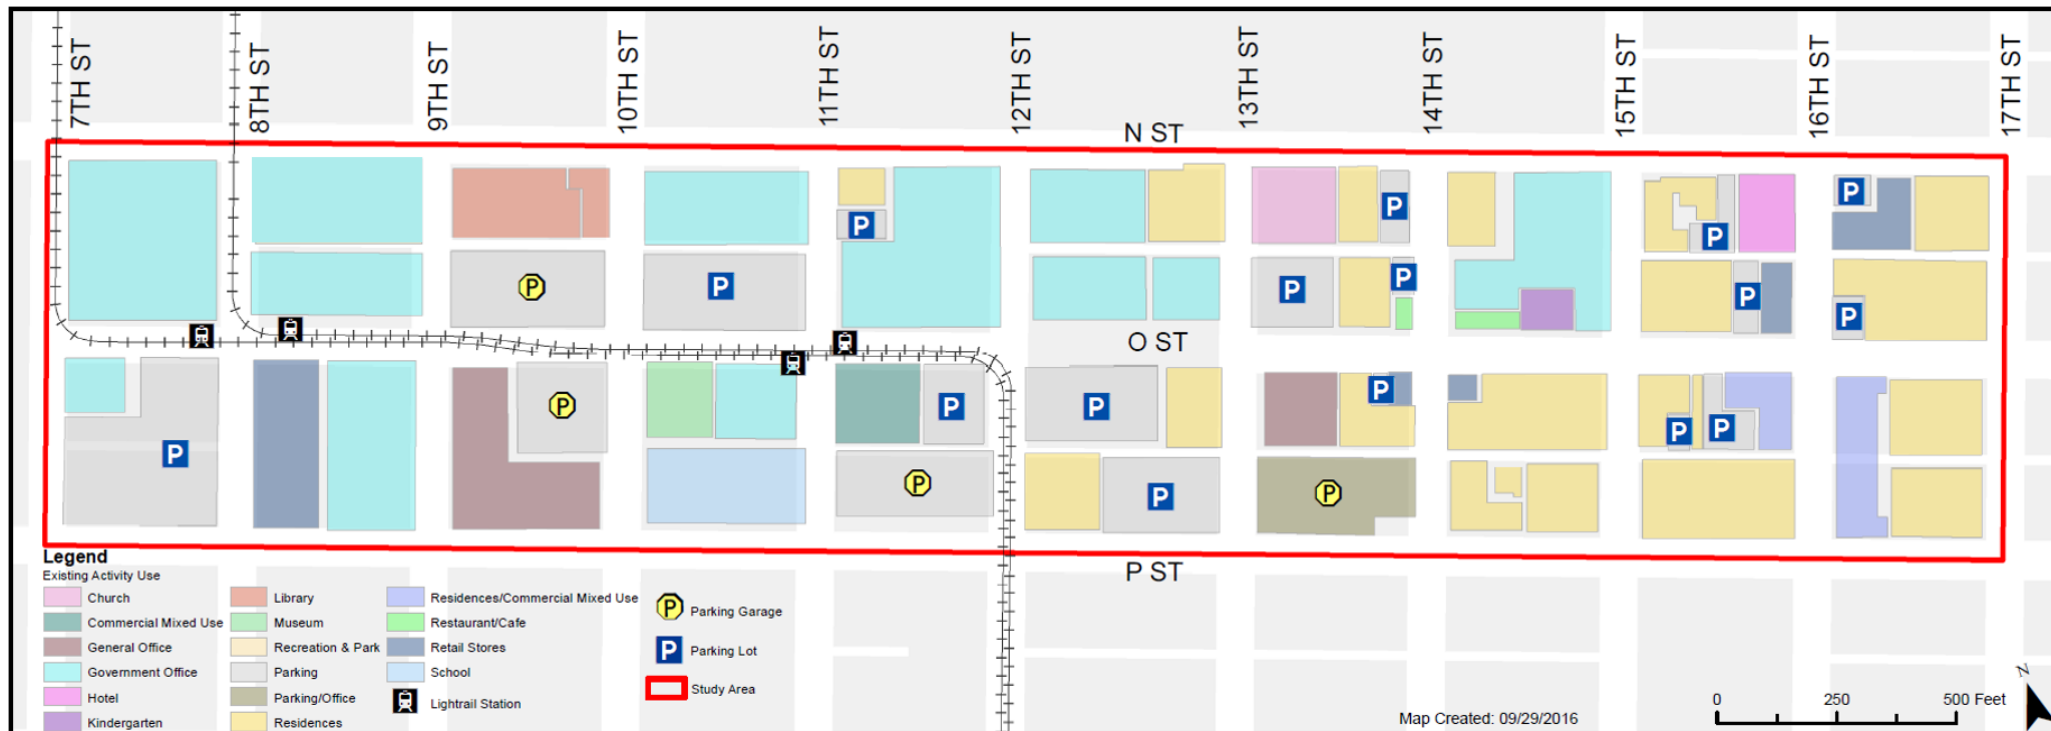 7TH ST
8TH ST
9TH ST
10TH ST
11TH ST
12TH ST
13TH ST
14TH ST
15TH ST
16TH ST
17TH ST
N ST
P
P
P
P
P
P
P
P
P
P
P
P
O ST
P
P
P
P
P
P
P
P
P
P
P
P ST
Legend
Existing Activity Use
Church
Commercial Mixed Use
General Office
Government Office
Hotel
Kindergarten
Library
Museum
Recreation & Park
Parking
Parking/Office
Residences
Residences/Commercial Mixed Use
Restaurant/Cafe
Retail Stores
School
Lightrail Station
P Parking Garage
P Parking Lot
Study Area
Map Created: 09/29/2016
0 250 500 Feet
N